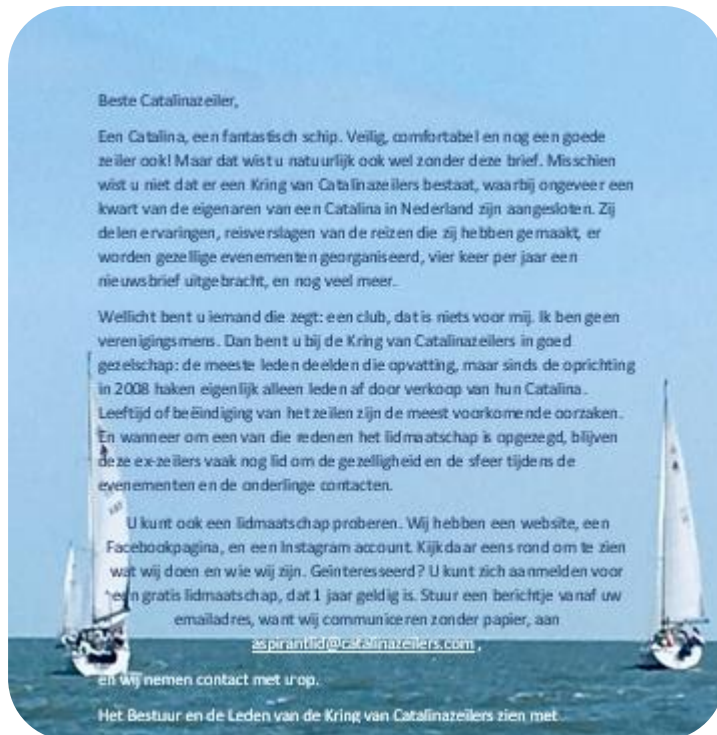 Beste Catalinazeiler,
Een Catalina, een fantastisch schip. Veilig, comfortabel en nog een goede
zeiler ook! Maar dat wist u natuurlijk ook wel zonder deze brief. Misschien
wist u niet dat er een Kring van Catalinazeilers bestaat, waarbij ongeveer een
kwart van de eigenaren van een Catalina in Nederland zijn aangesloten. Zij
delen ervaringen, reisverslagen van de reizen die zij hebben gemaakt, er
worden gezellige evenementen georganiseerd, vier keer per jaar een
nieuwsbrief uitgebracht, en nog veel meer.
Wellicht bent u iemand die zegt: een club, dat is niets voor mij. Ik ben geen
verenigingsmens. Dan bent u bij de Kring van Catalinazeilers in goed
gezelschap: de meeste leden deelden die opvatting, maar sinds de oprichting
in 2008 haken eigenlijk alleen leden af door verkoop van hun Catalina.
Leeftijd of beëindiging van het zeilen zijn de meest voorkomende oorzaken.
En wanneer om een van die redenen het lidmaatschap is opgezegd, blijven
deze ex-zeilers vaak nog lid om de gezelligheid en de sfeer tijdens de
evenementen en de onderlinge contacten.
U kunt ook een lidmaatschap proberen. Wij hebben een website, een
Facebookpagina, en een Instagram account. Kijk daar eens rond om te zien
wat wij doen en wie wij zijn. Geïnteresseerd? U kunt zich aanmelden voor
een gratis lidmaatschap, dat 1 jaar geldig is. Stuur een berichtje vanaf uw
emailadres, want wij communiceren zonder papier, aan
aspirantlid@catalinazeilers.com ,
en wij nemen contact met u op.
Het Bestuur en de Leden van de Kring van Catalinazeilers zien met